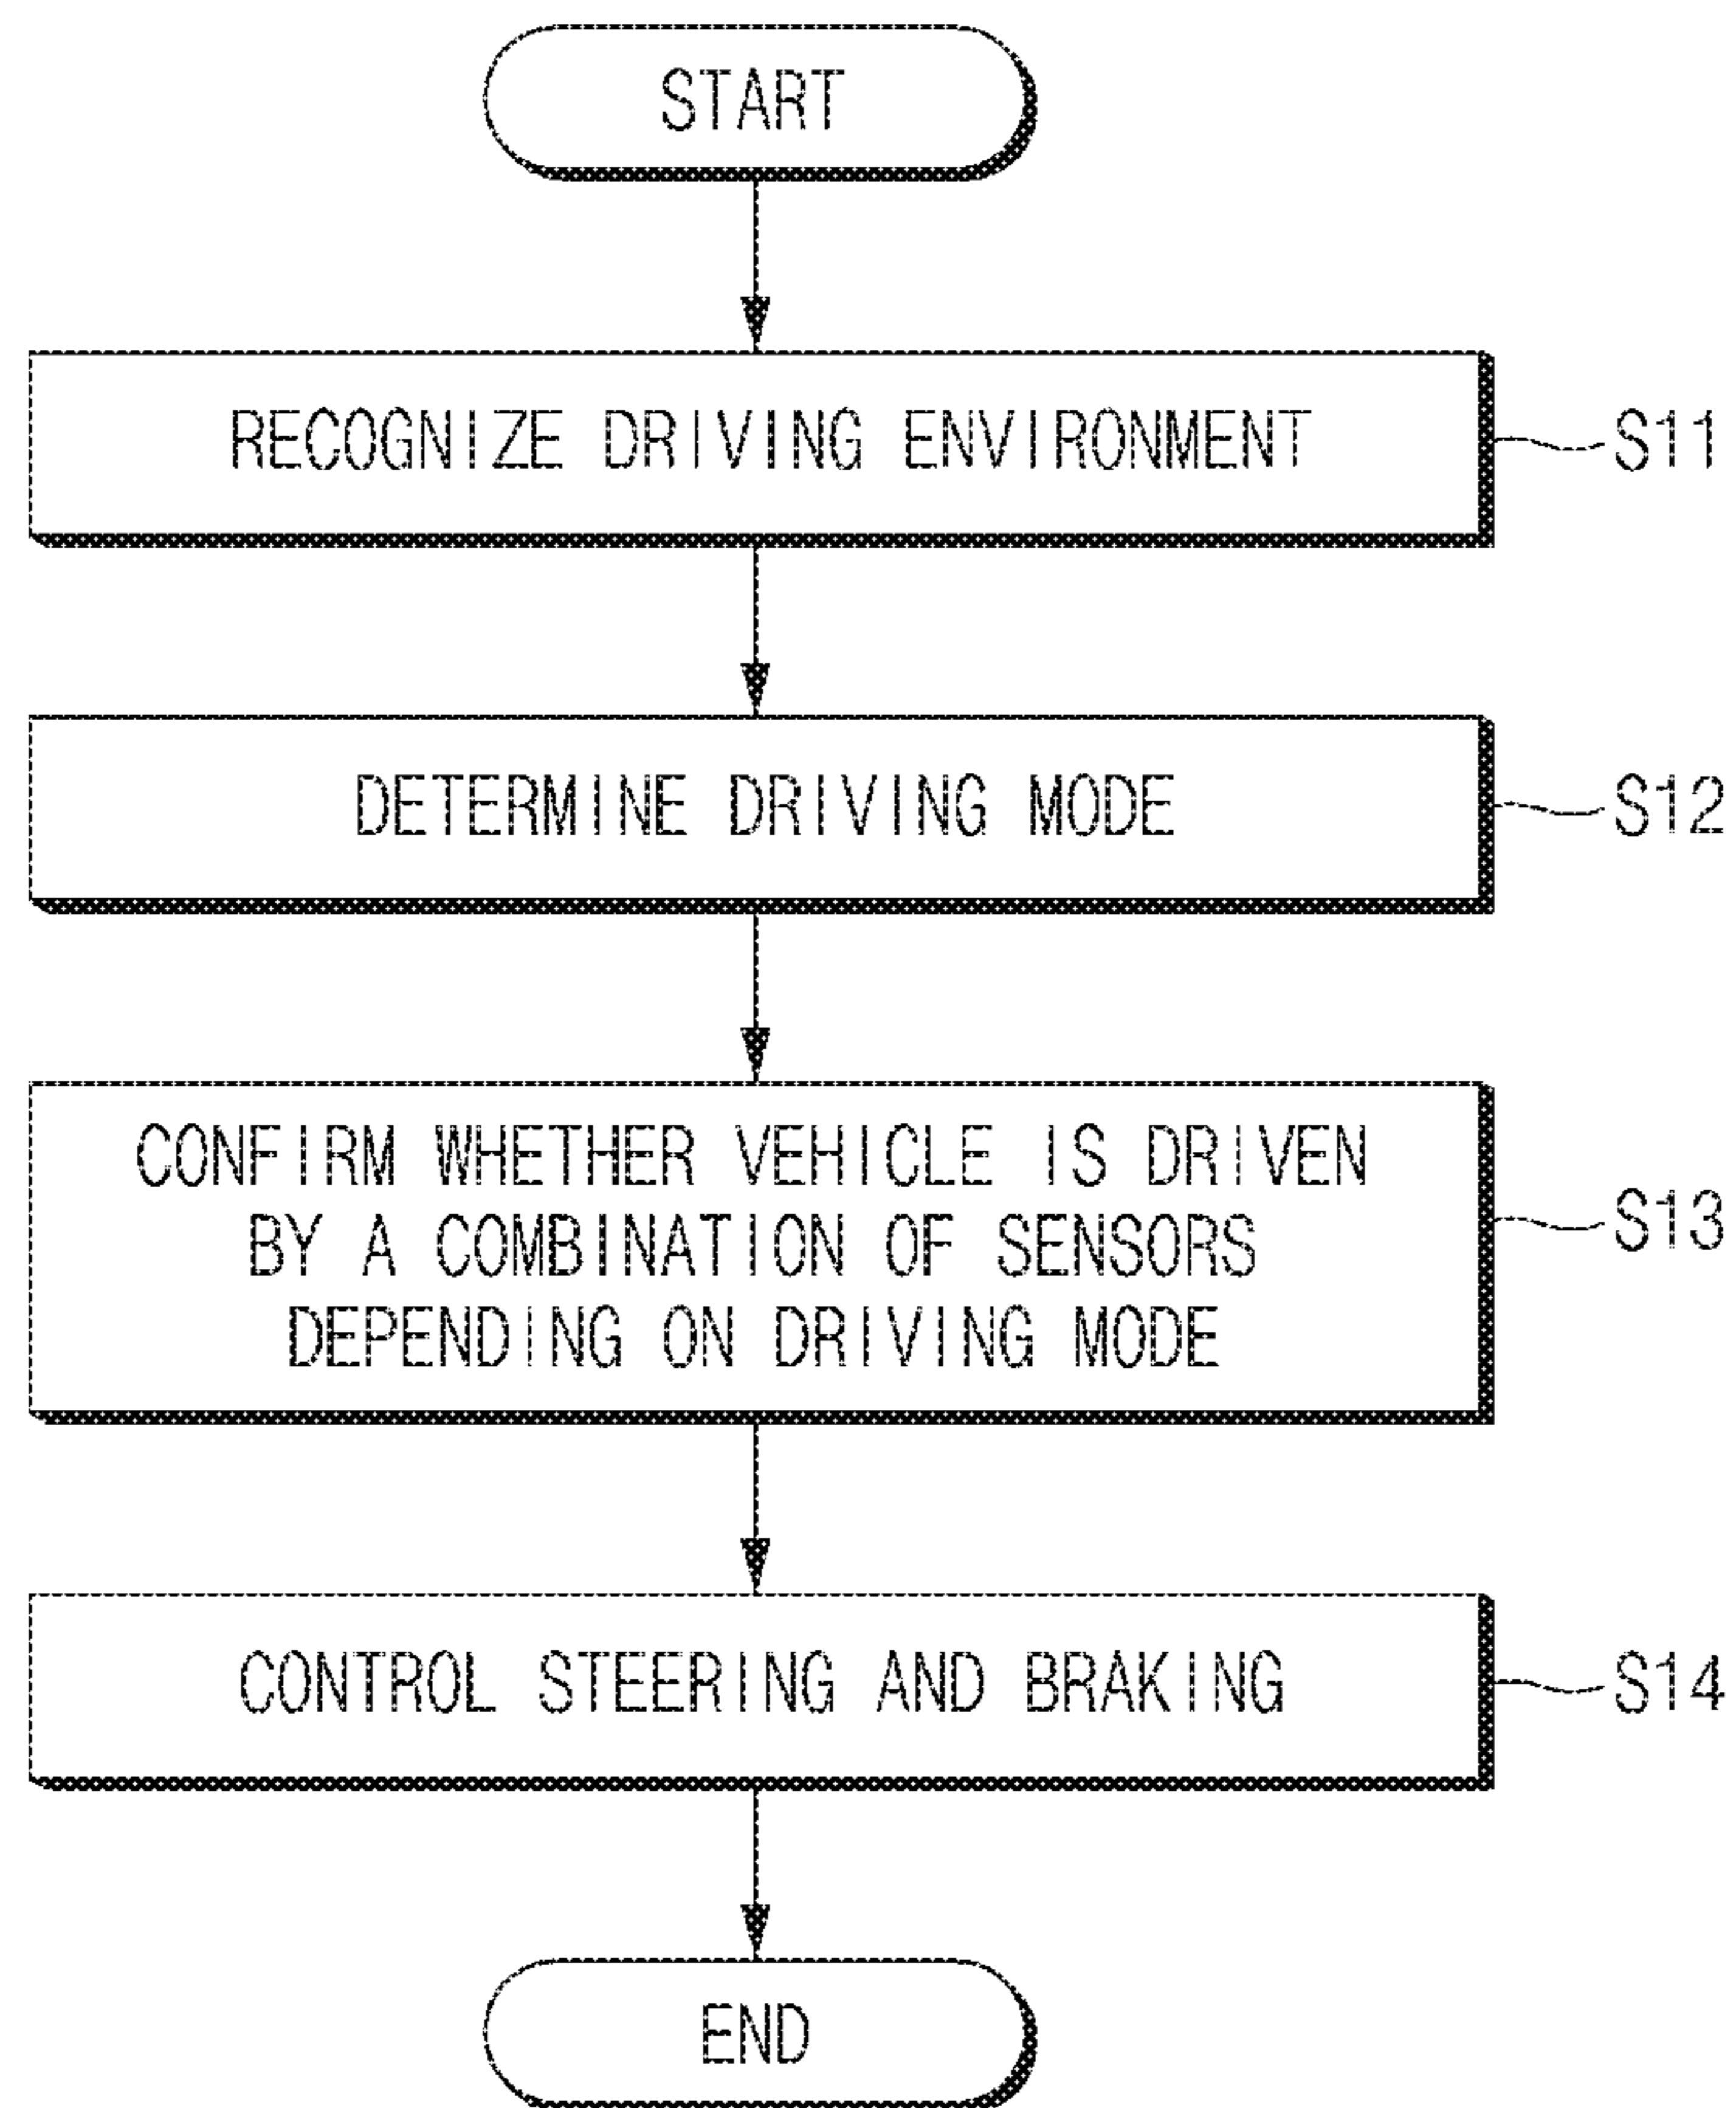 START
RECOGNIZE DRIVING ENVIRONMENT
S11
DETERMINE DRIVING MODE
S12
CONFIRM WHETHER VEHICLE IS DRIVEN
BY A COMBINATION OF SENSORS
DEPENDING ON DRIVING MODE
S13
CONTROL STEERING AND BRAKING
S14
END